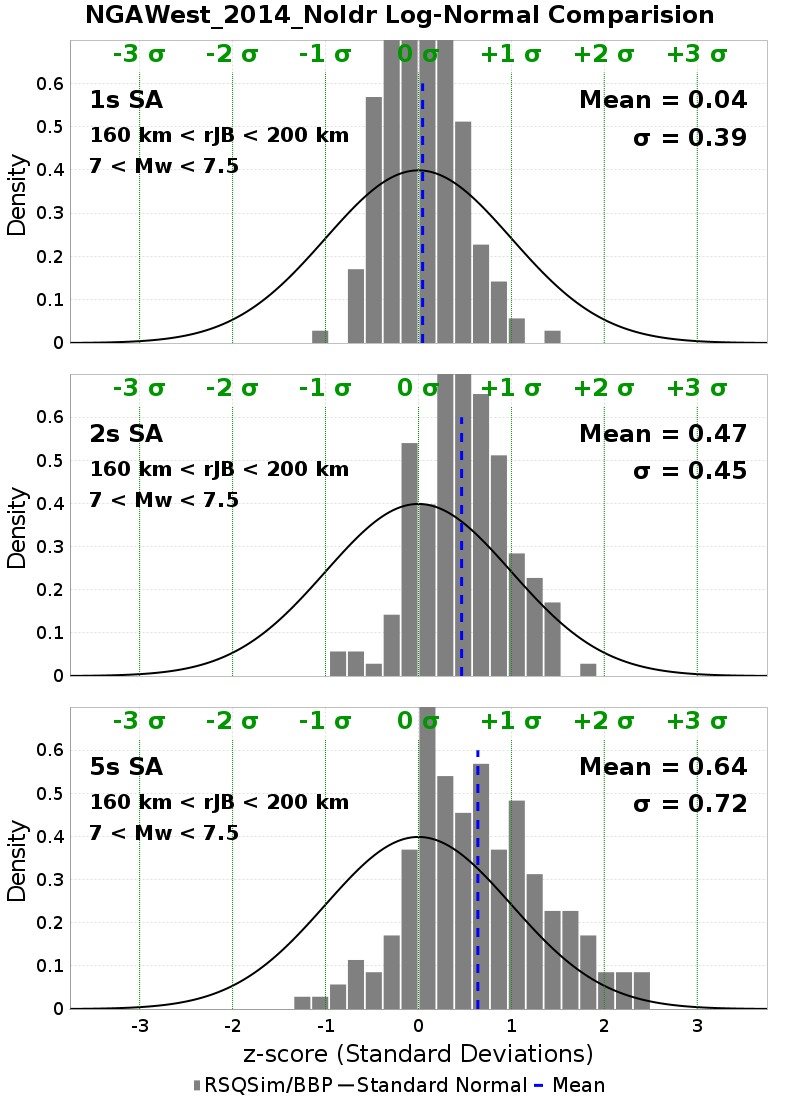 NGAWest_2014_NoIdr Log-Normal Comparision
-3 σ -2 σ -1 σ 0 σ +1 σ +2 σ +3 σ
0.6
1s SA
Mean = 0.04
0.5
160 km < rJB < 200 km
σ = 0.39
7 < Mw < 7.5
0.4
0.3
0.2
0.1
0
Density
-3 σ -2 σ -1 σ 0 σ +1 σ +2 σ +3 σ
0.6
2s SA
Mean = 0.47
0.5
160 km < rJB < 200 km
σ = 0.45
7 < Mw < 7.5
0.4
0.3
0.2
0.1
0
Density
-3 σ -2 σ -1 σ 0 σ +1 σ +2 σ +3 σ
0.6
5s SA
Mean = 0.64
0.5
160 km < rJB < 200 km
σ = 0.72
7 < Mw < 7.5
0.4
0.3
0.2
0.1
0
Density
-3 -2 -1 0 1 2 3
z-score (Standard Deviations)
RSQSim/BBP Standard Normal Mean